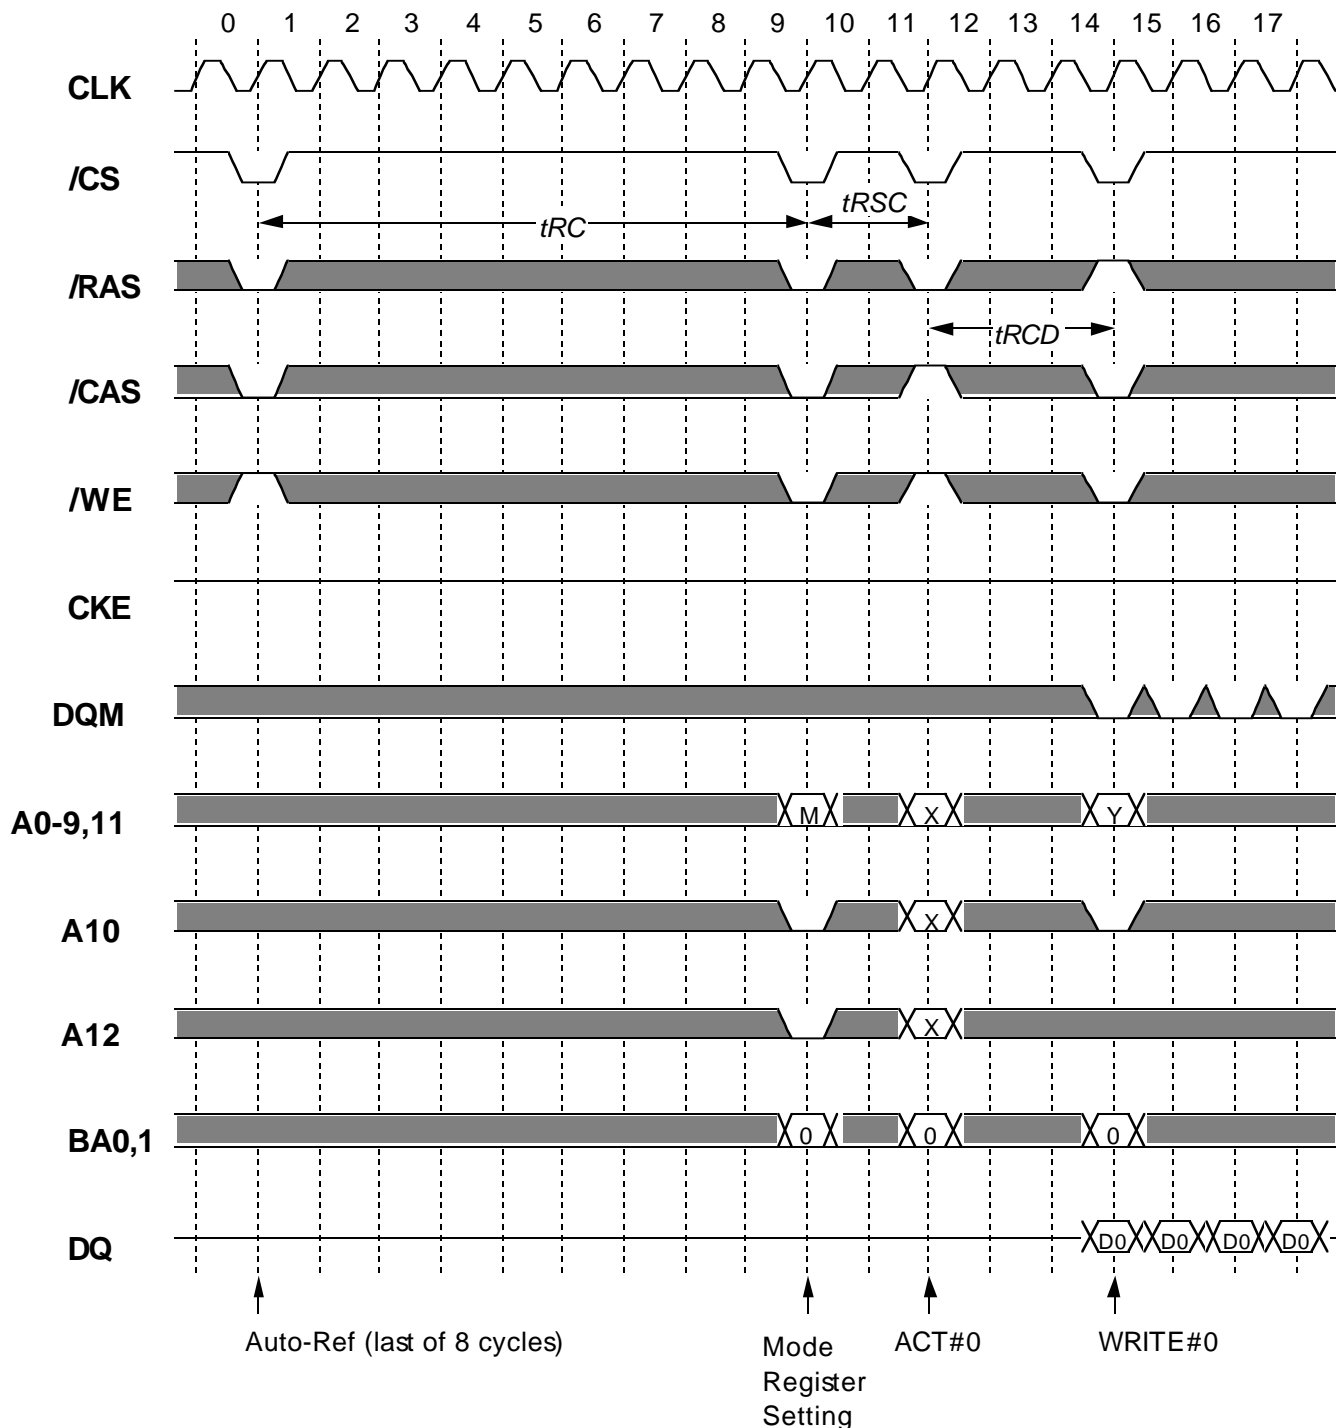 0 1 2 3 4 5 6 7 8 9 10 11 12 13 14 15 16 17
CLK
/CS
tRC
tRSC
/RAS
tRCD
/CAS
/WE
CKE
DQM
A0-9,11 M X Y
A10 X
A12 X
BA0,1 0 0 0
DQ D0 D0 D0 D0
Auto-Ref (last of 8 cycles)
Mode
Register
Setting
ACT#0
WRITE#0